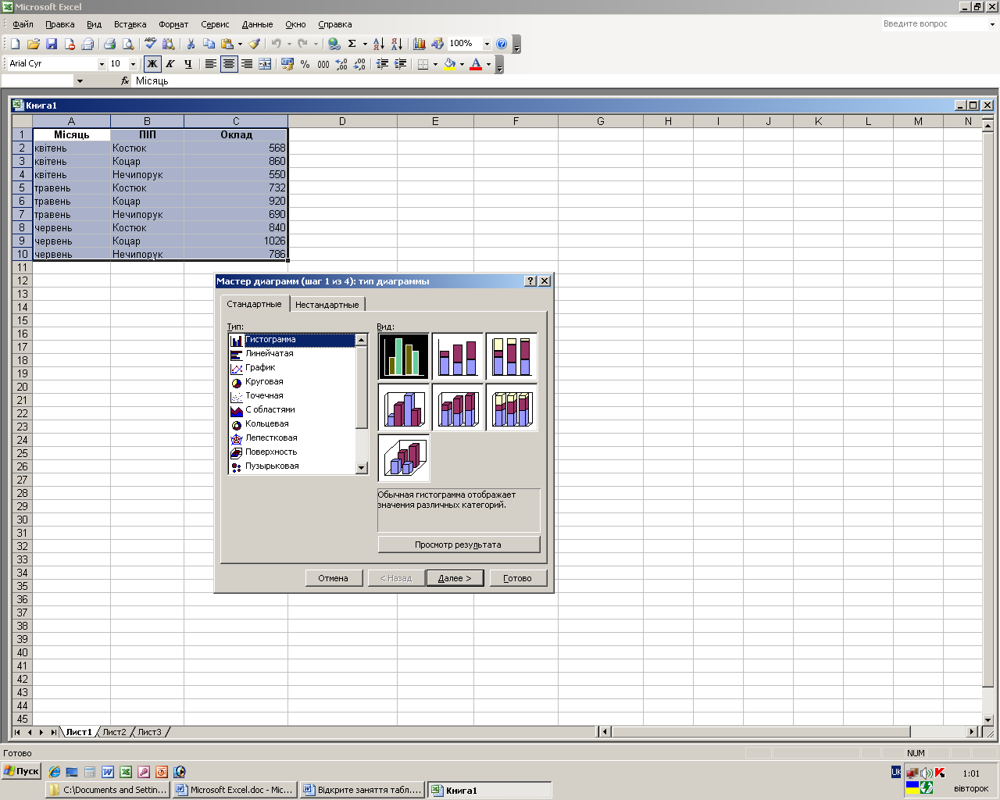 Microsoft Excel
Файл Правка Вид Вставка Формат Сервис Данные Окно Справка
Введите вопрос
100%
Arial Cyr 10 Ж К Ч
% 000
fx Місяць
Книга1
A B C D E F G H I J K L M N
1 Місяць ПІП Оклад
2 квітень Костюк 568
3 квітень Коцар 860
4 квітень Нечипорук 550
5 травень Костюк 732
6 травень Коцар 920
7 травень Нечипорук 690
8 червень Костюк 840
9 червень Коцар 1026
10 червень Нечипорук 786
11
12
13
14
15
16
17
18
19
20
21
22
23
24
25
26
27
28
29
30
31
32
33
34
35
36
37
38
39
40
41
42
43
44
45
Мастер диаграмм (шаг 1 из 4): тип диаграммы
Стандартные Нестандартные
Тип:
Гистограмма
Линейчатая
График
Круговая
Точечная
С областями
Кольцевая
Лепестковая
Поверхность
Пузырьковая
Вид:
Обычная гистограмма отображает
значения различных категорий.
Просмотр результата
Отмена < Назад Далее > Готово
Лист1 Лист2 Лист3
Готово NUM
Пуск
C:\Documents and Settin... Microsoft Excel.doc - Mic... Відкрите заняття табл.... Книга1
UK
1:01
вівторок